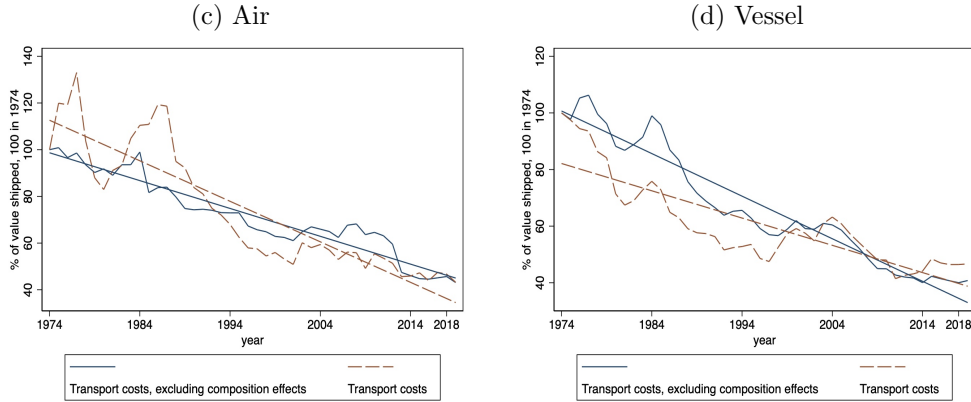 (c) Air
% of value shipped, 100 in 1974
140
120
100
80
60
40
1974
1984
1994
2004
2014
2018
year
Transport costs, excluding composition effects
Transport costs
(d) Vessel
% of value shipped, 100 in 1974
120
100
80
60
40
1974
1984
1994
2004
2014
2018
year
Transport costs, excluding composition effects
Transport costs